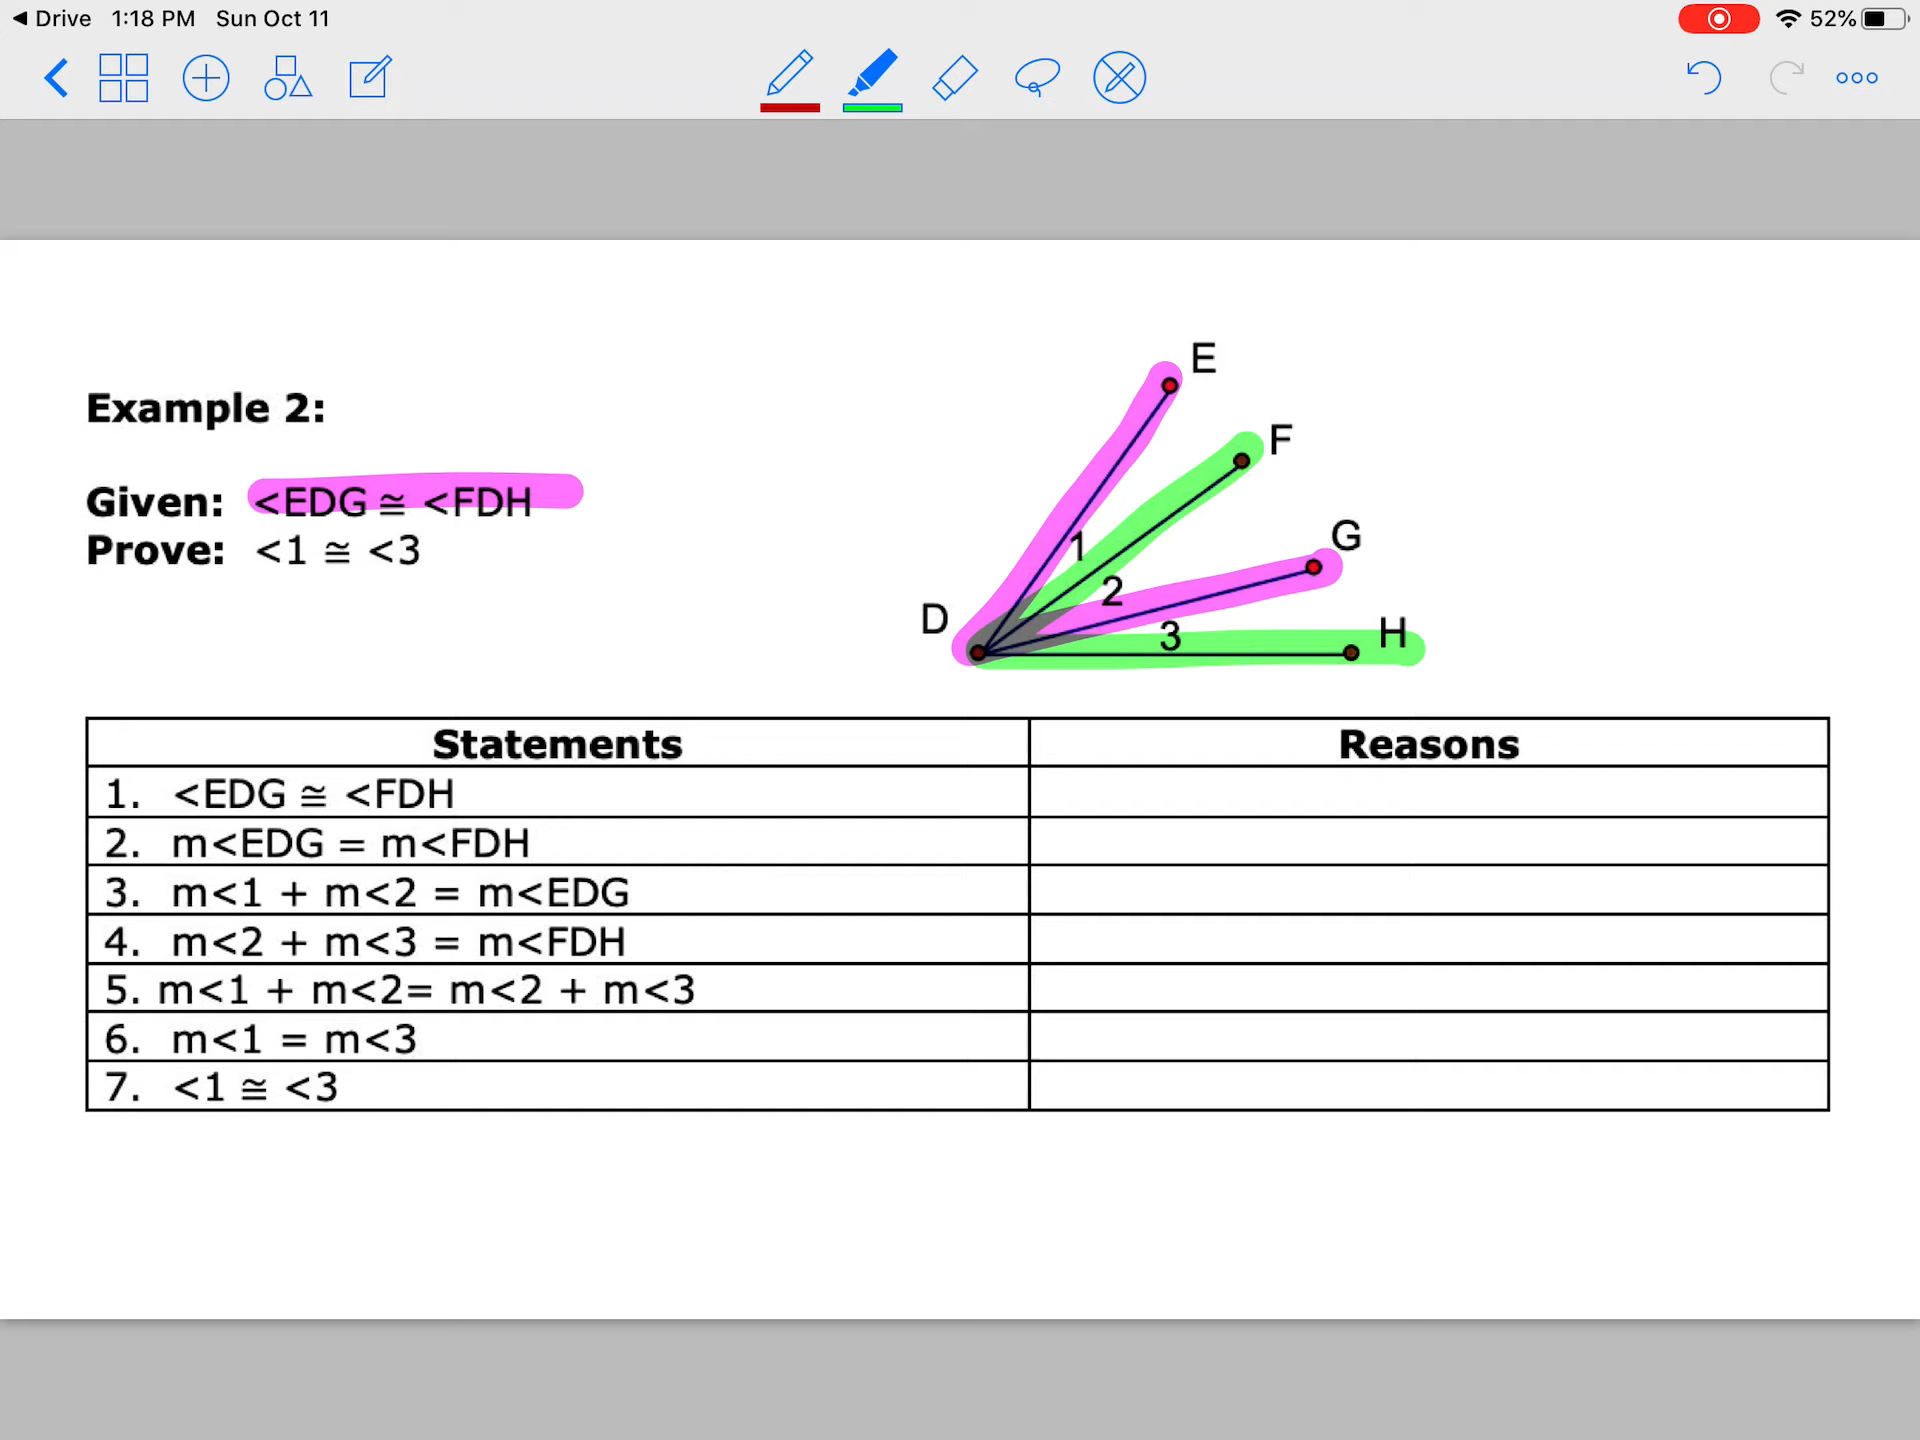 ◀ Drive 1:18 PM Sun Oct 11
52%
Example 2:
Given: <EDG ≅ <FDH
Prove: <1 ≅ <3
E
F
G
H
D
1
2
3
Statements Reasons
1. <EDG ≅ <FDH
2. m<EDG = m<FDH
3. m<1 + m<2 = m<EDG
4. m<2 + m<3 = m<FDH
5. m<1 + m<2= m<2 + m<3
6. m<1 = m<3
7. <1 ≅ <3